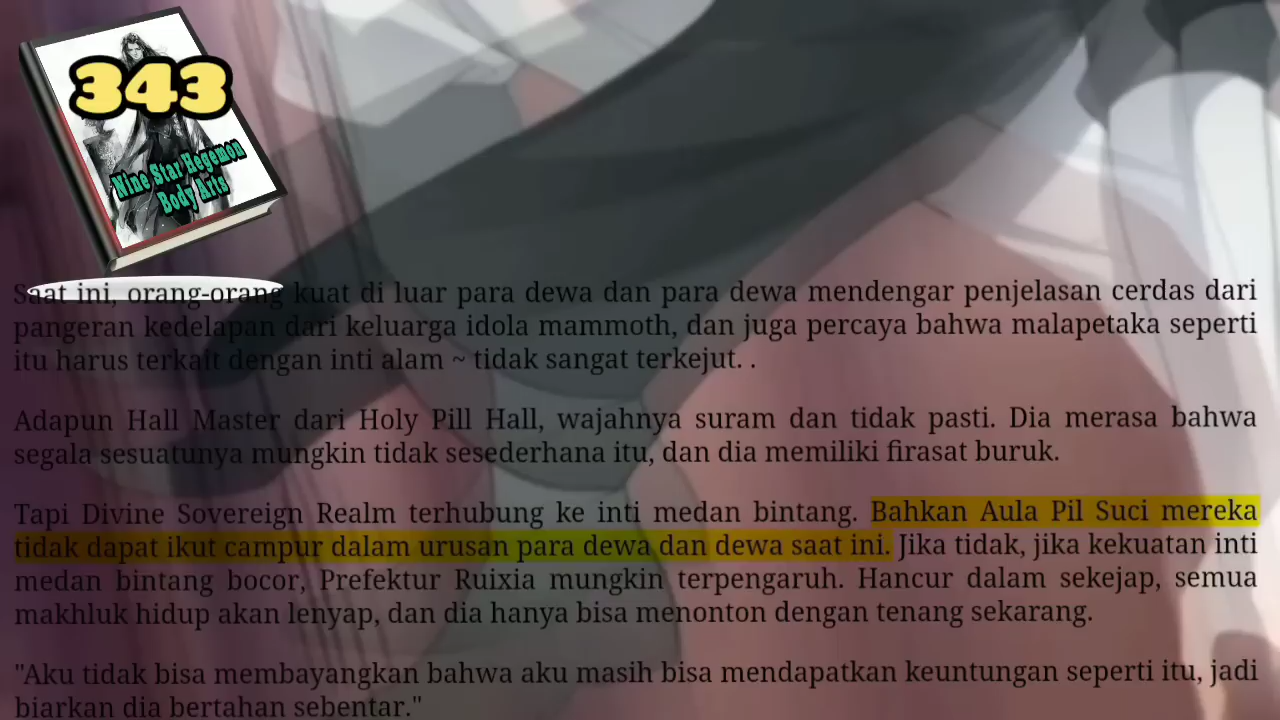 343
Nine Star Hegemon
Body Arts
Saat ini, orang-orang kuat di luar para dewa dan para dewa mendengar penjelasan cerdas dari
pangeran kedelapan dari keluarga idola mammoth, dan juga percaya bahwa malapetaka seperti
itu harus terkait dengan inti alam ~ tidak sangat terkejut. .
Adapun Hall Master dari Holy Pill Hall, wajahnya suram dan tidak pasti. Dia merasa bahwa
segala sesuatunya mungkin tidak sesederhana itu, dan dia memiliki firasat buruk.
Tapi Divine Sovereign Realm terhubung ke inti medan bintang. Bahkan Aula Pil Suci mereka
tidak dapat ikut campur dalam urusan para dewa dan dewa saat ini. Jika tidak, jika kekuatan inti
medan bintang bocor, Prefektur Ruixia mungkin terpengaruh. Hancur dalam sekejap, semua
makhluk hidup akan lenyap, dan dia hanya bisa menonton dengan tenang sekarang.
"Aku tidak bisa membayangkan bahwa aku masih bisa mendapatkan keuntungan seperti itu, jadi
biarkan dia bertahan sebentar."